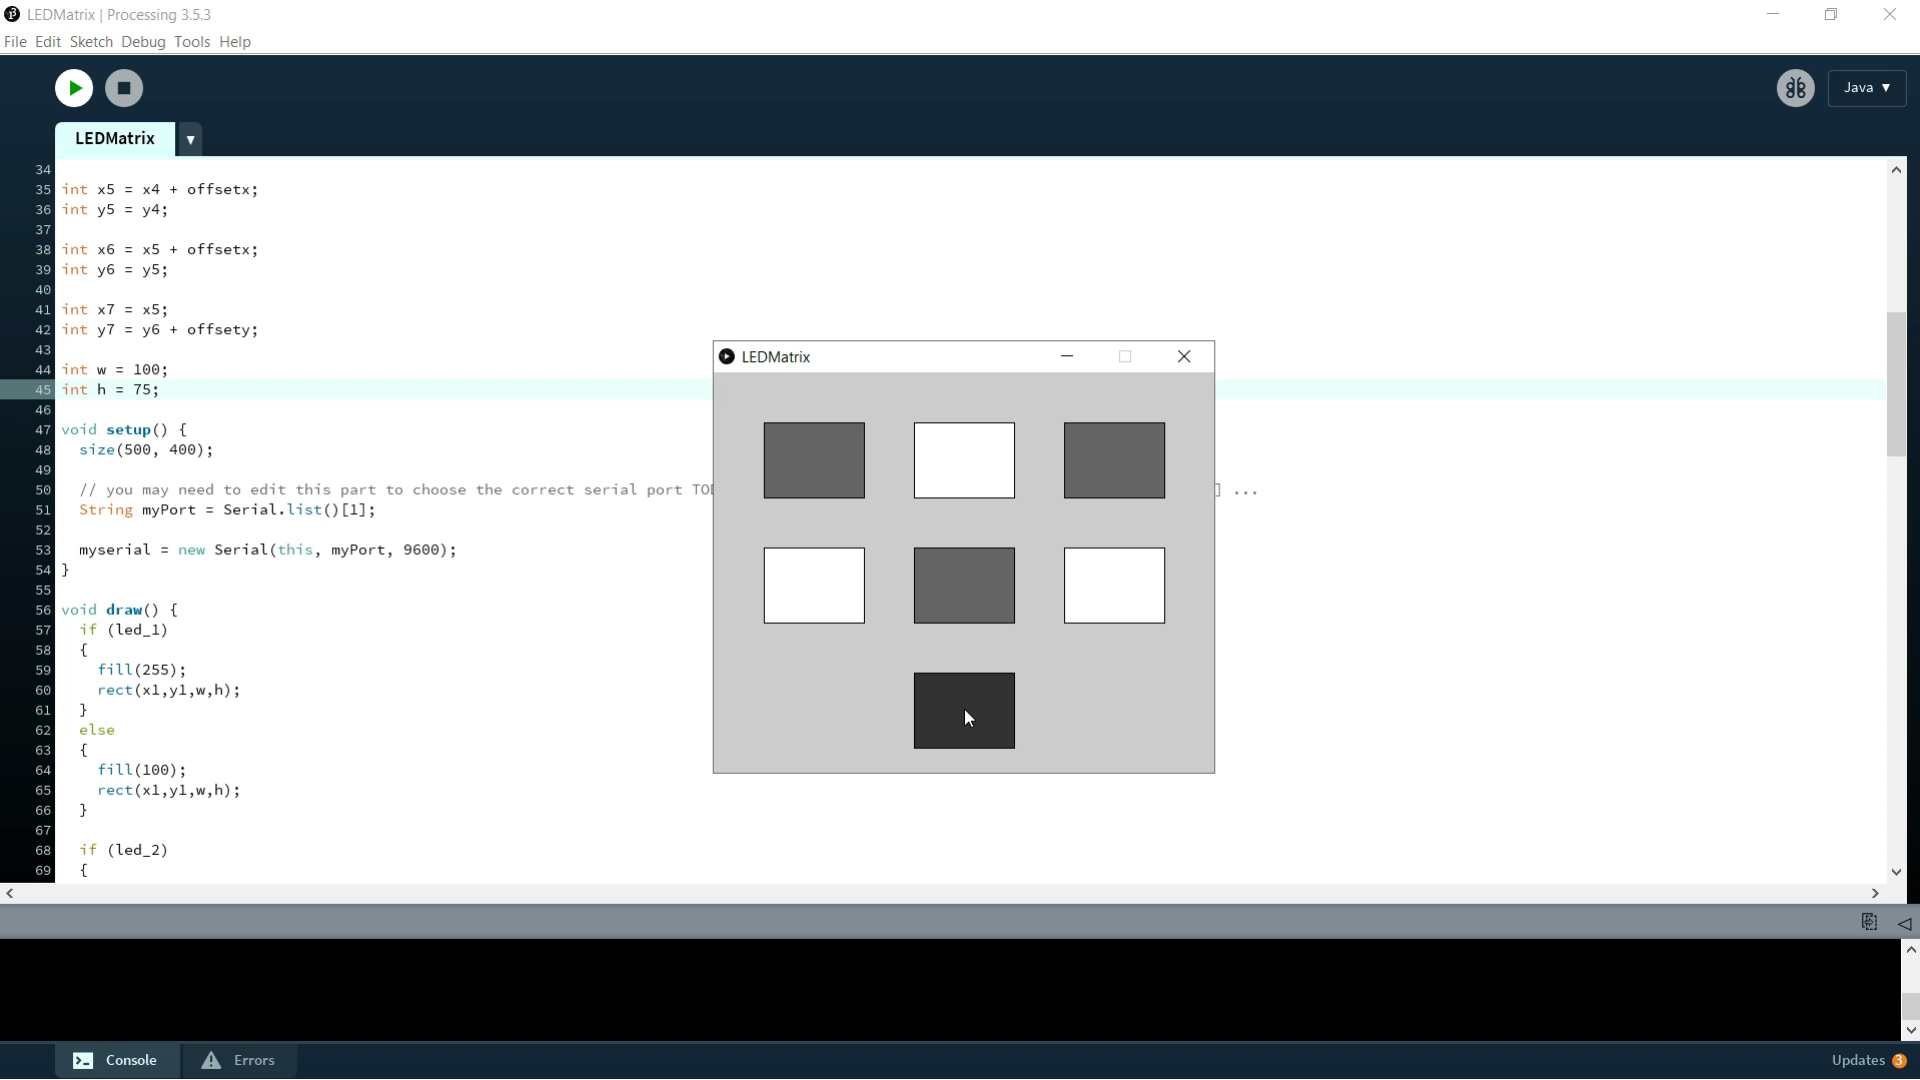 LEDMatrix | Processing 3.5.3
File Edit Sketch Debug Tools Help
Java ▼
LEDMatrix ▼
34
35 int x5 = x4 + offsetx;
36 int y5 = y4;
37
38 int x6 = x5 + offsetx;
39 int y6 = y5;
40
41 int x7 = x5;
42 int y7 = y6 + offsety;
43
44 int w = 100;
45 int h = 75;
46
47 void setup() {
48 size(500, 400);
49
50 // you may need to edit this part to choose the correct serial port ] ...
51 String myPort = Serial.list()[1];
52
53 myserial = new Serial(this, myPort, 9600);
54 }
55
56 void draw() {
57 if (led_1)
58 {
59 fill(255);
60 rect(x1,y1,w,h);
61 }
62 else
63 {
64 fill(100);
65 rect(x1,y1,w,h);
66 }
67
68 if (led_2)
69 {
LEDMatrix
Console Errors
Updates 3